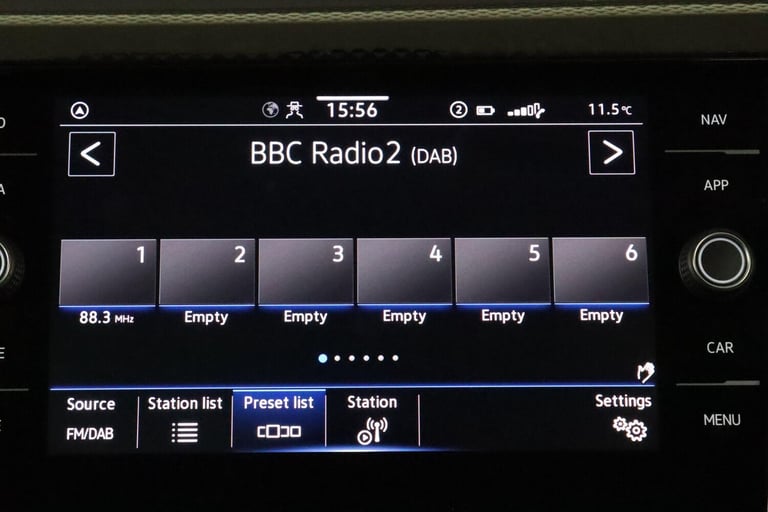 15:56
2
11.5°C
BBC Radio2 (DAB)
1 2 3 4 5 6
88.3 MHz Empty Empty Empty Empty Empty
Source Station list Preset list Station Settings
FM/DAB
NAV
APP
CAR
MENU